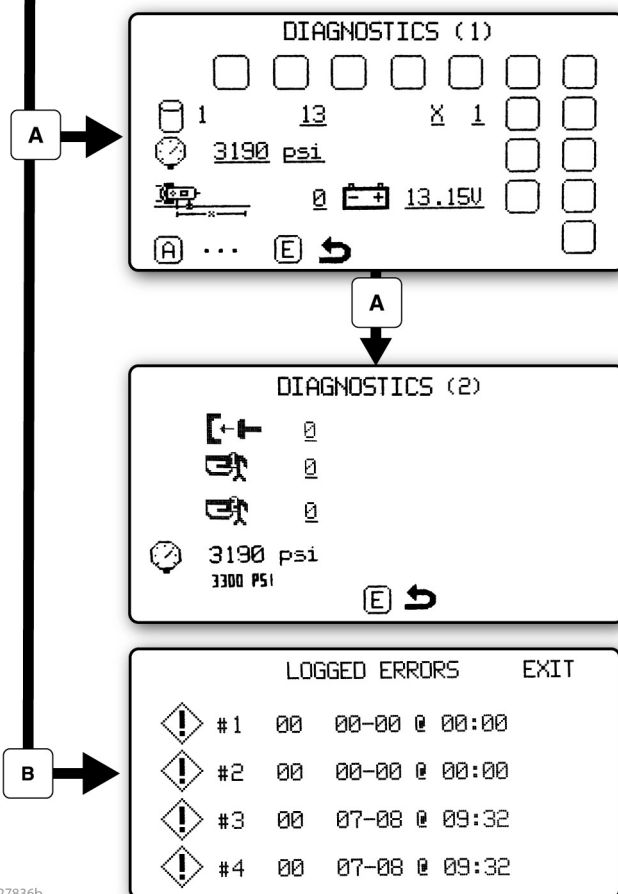 DIAGNOSTICS (1)
1 13 X 1
A
3190 psi
- + 
0 13.15V
A ... E
A
DIAGNOSTICS (2)
0
0
0
3190 psi
3300 PSI
E
LOGGED ERRORS EXIT
#1 00 00-00 @ 00:00
#2 00 00-00 @ 00:00
B
#3 00 07-08 @ 09:32
#4 00 07-08 @ 09:32